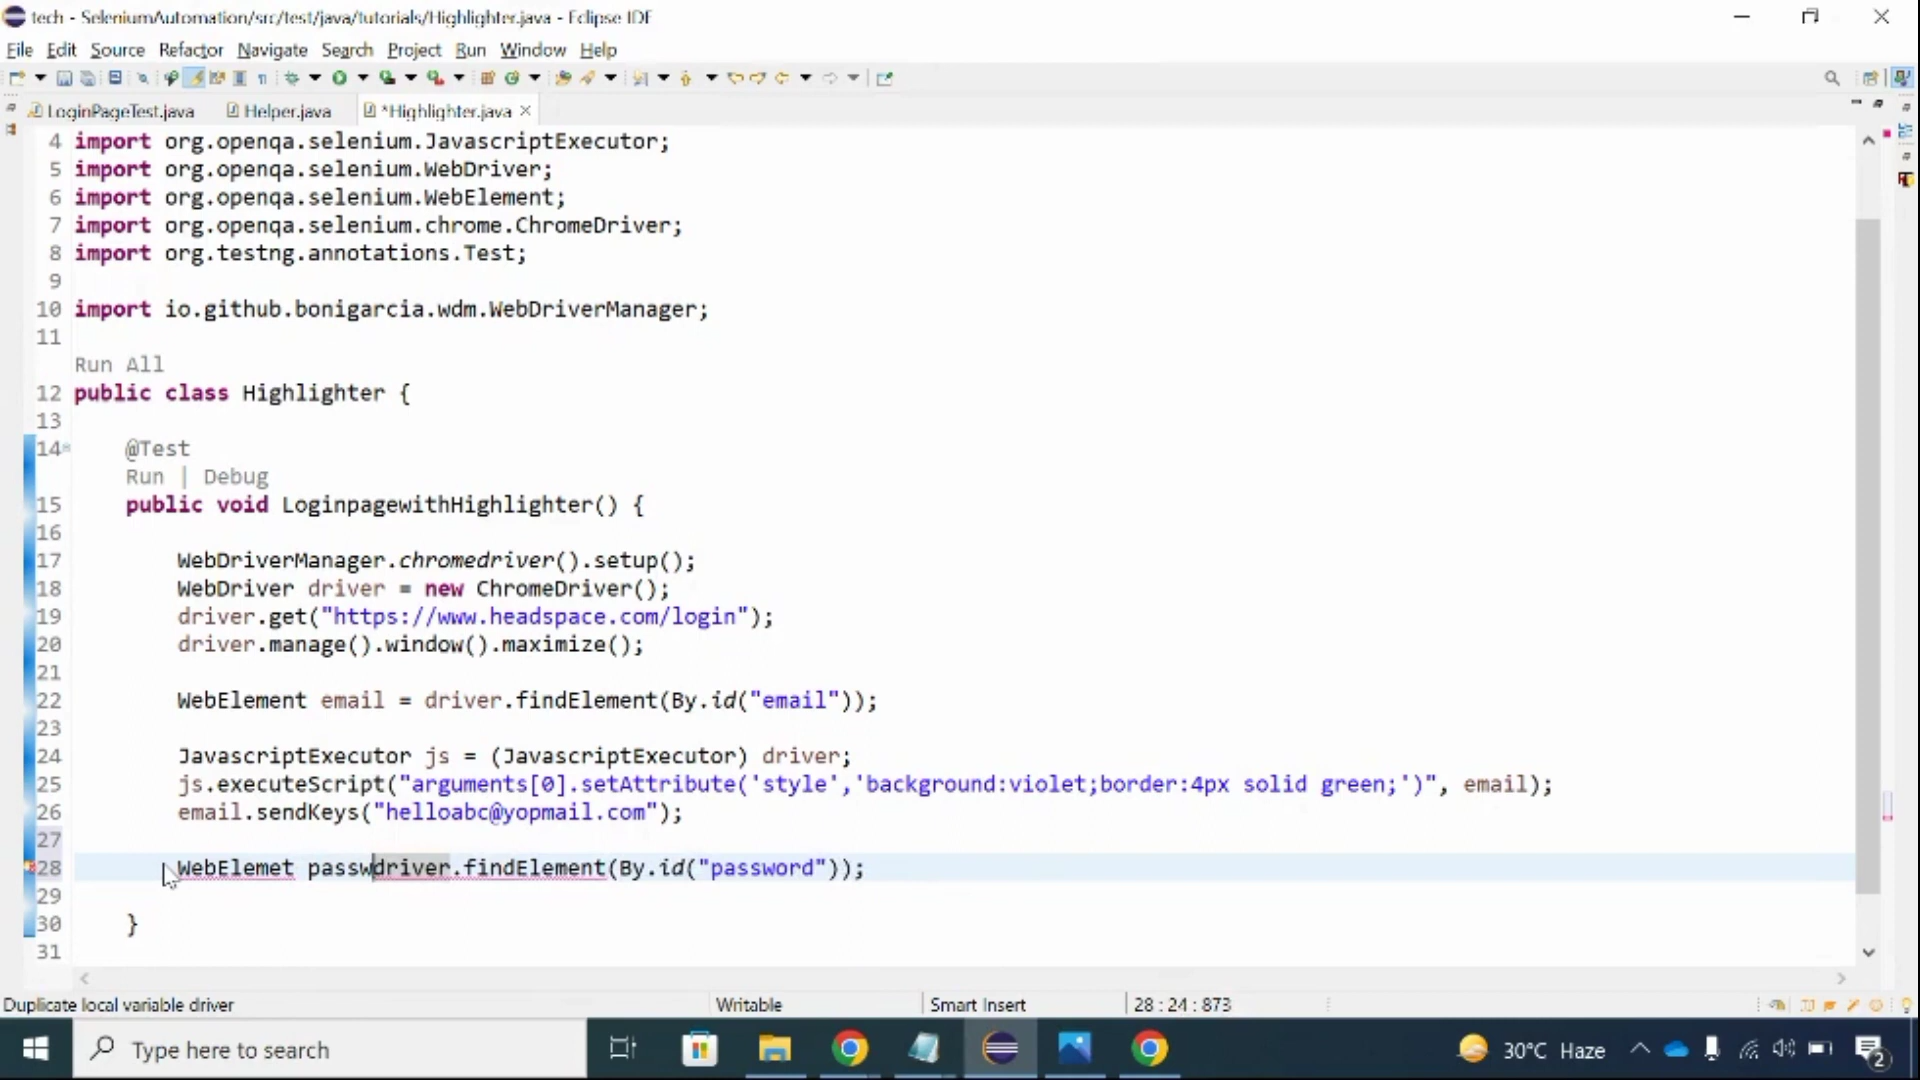 tech - SeleniumAutomation/src/test/java/tutorials/Highlighter.java - Eclipse IDE
File Edit Source Refactor Navigate Search Project Run Window Help
LoginPageTest.java Helper.java *Highlighter.java
4 import org.openqa.selenium.JavascriptExecutor;
5 import org.openqa.selenium.WebDriver;
6 import org.openqa.selenium.WebElement;
7 import org.openqa.selenium.chrome.ChromeDriver;
8 import org.testng.annotations.Test;
9
10 import io.github.bonigarcia.wdm.WebDriverManager;
11
Run All
12 public class Highlighter {
13
14 @Test
Run | Debug
15 public void LoginpagewithHighlighter() {
16
17 WebDriverManager.chromedriver().setup();
18 WebDriver driver = new ChromeDriver();
19 driver.get("https://www.headspace.com/login");
20 driver.manage().window().maximize();
21
22 WebElement email = driver.findElement(By.id("email"));
23
24 JavascriptExecutor js = (JavascriptExecutor) driver;
25 js.executeScript("arguments[0].setAttribute('style','background:violet;border:4px solid green;')", email);
26 email.sendKeys("helloabc@yopmail.com");
27
28 WebElemet passwdriver.findElement(By.id("password"));
29
30 }
31
Duplicate local variable driver Writable Smart Insert 28 : 24 : 873
Type here to search 30°C Haze 2